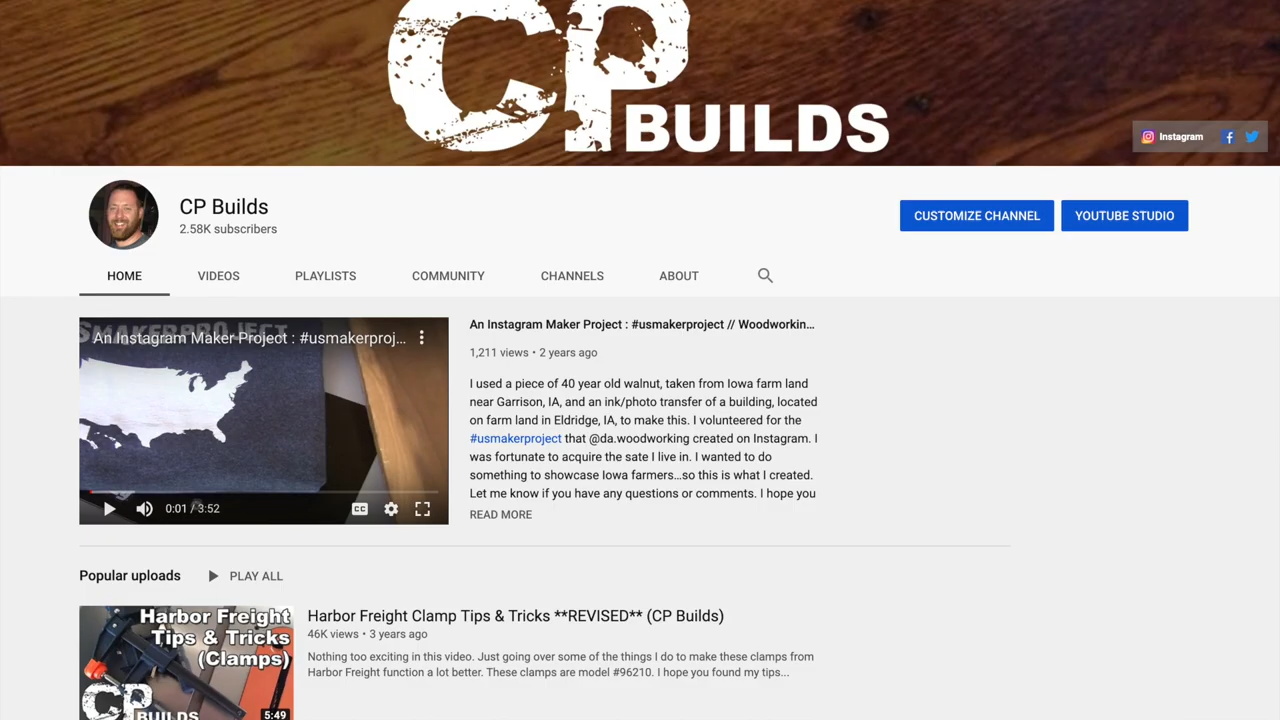 CP BUILDS
Instagram
CP Builds
2.58K subscribers
CUSTOMIZE CHANNEL
YOUTUBE STUDIO
HOME
VIDEOS
PLAYLISTS
COMMUNITY
CHANNELS
ABOUT
An Instagram Maker Project : #usmakerproj...
SMAKERPROJECT
CC
0:01 / 3:52
An Instagram Maker Project : #usmakerproject // Woodworkin...
1,211 views • 2 years ago
I used a piece of 40 year old walnut, taken from Iowa farm land
near Garrison, IA, and an ink/photo transfer of a building, located
on farm land in Eldridge, IA, to make this. I volunteered for the
#usmakerproject that @da.woodworking created on Instagram. I
was fortunate to acquire the sate I live in. I wanted to do
something to showcase Iowa farmers…so this is what I created.
Let me know if you have any questions or comments. I hope you
READ MORE
Popular uploads
PLAY ALL
Harbor Freight
Tips & Tricks
(Clamps)
CP BUILDS
5:49
Harbor Freight Clamp Tips & Tricks **REVISED** (CP Builds)
46K views • 3 years ago
Nothing too exciting in this video. Just going over some of the things I do to make these clamps from
Harbor Freight function a lot better. These clamps are model #96210. I hope you found my tips...